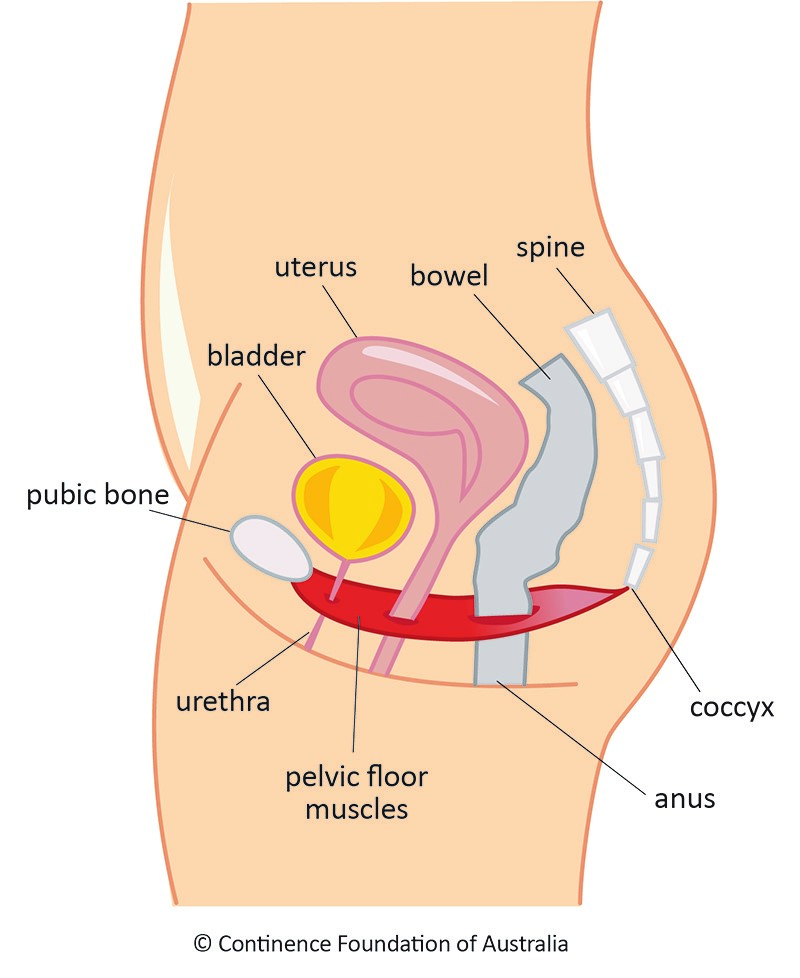 spine
uterus
bowel
bladder
pubic bone
urethra
coccyx
pelvic floor
muscles
anus
© Continence Foundation of Australia